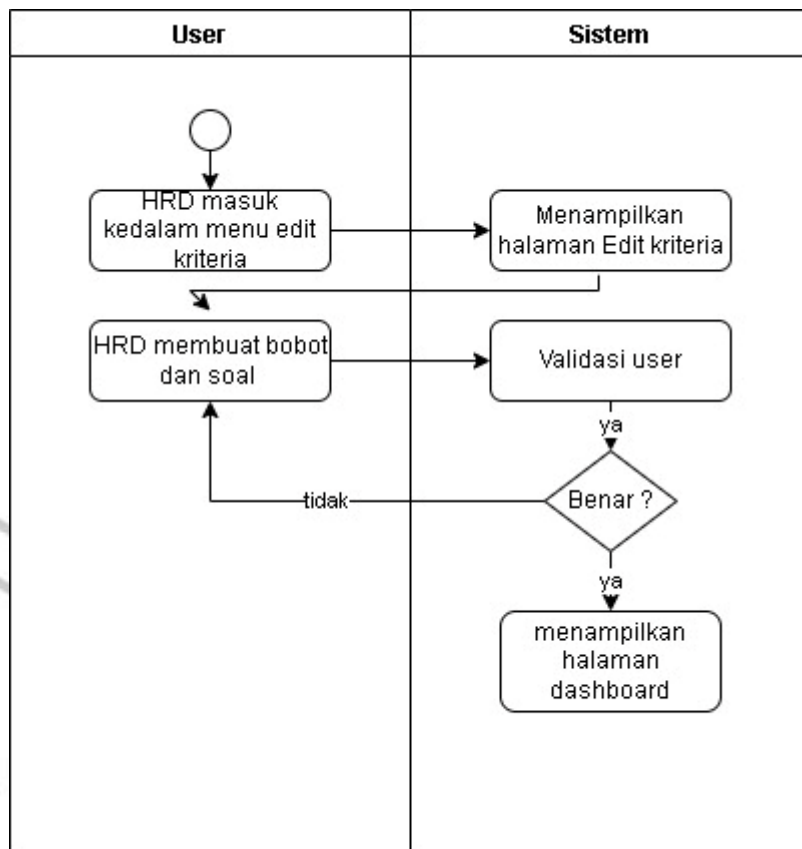 User
Sistem
HRD masuk
kedalam menu edit
kriteria
Menampilkan
halaman Edit kriteria
HRD membuat bobot
dan soal
Validasi user
ya
Benar ?
tidak
ya
menampilkan
halaman
dashboard